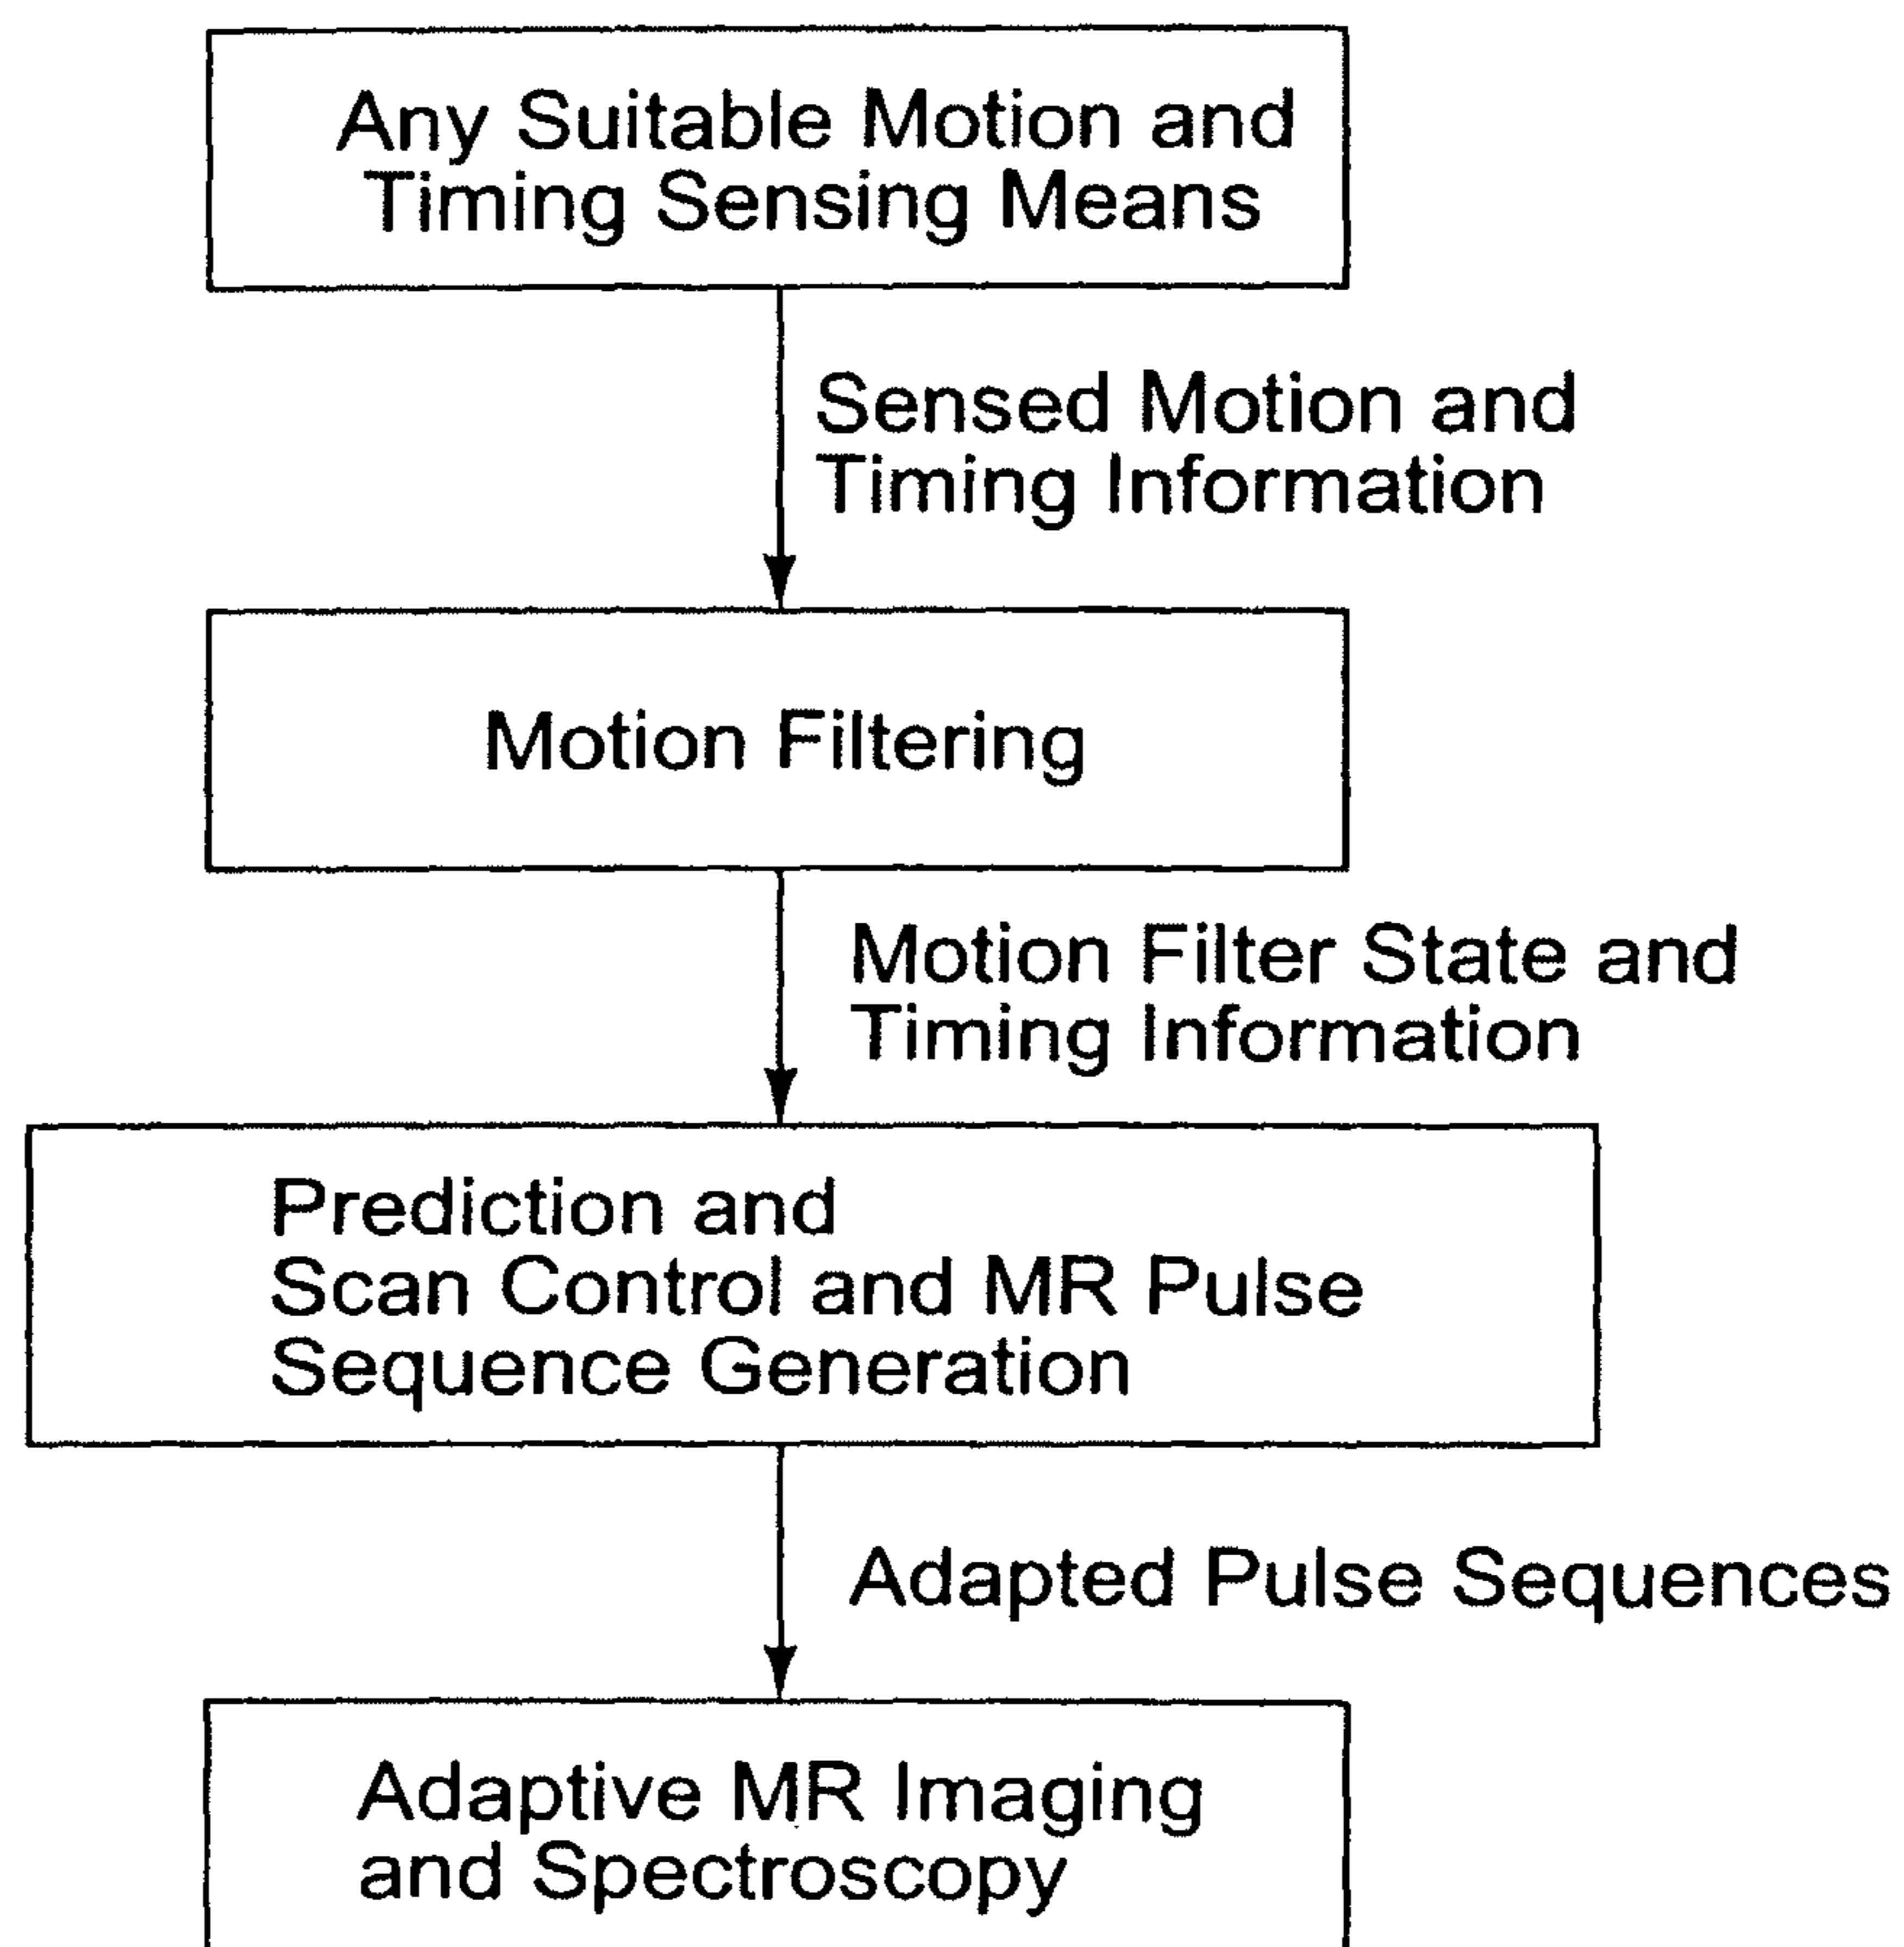 Any Suitable Motion and
Timing Sensing Means
Sensed Motion and
Timing Information
Motion Filtering
Motion Filter State and
Timing Information
Prediction and
Scan Control and MR Pulse
Sequence Generation
Adapted Pulse Sequences
Adaptive MR Imaging
and Spectroscopy